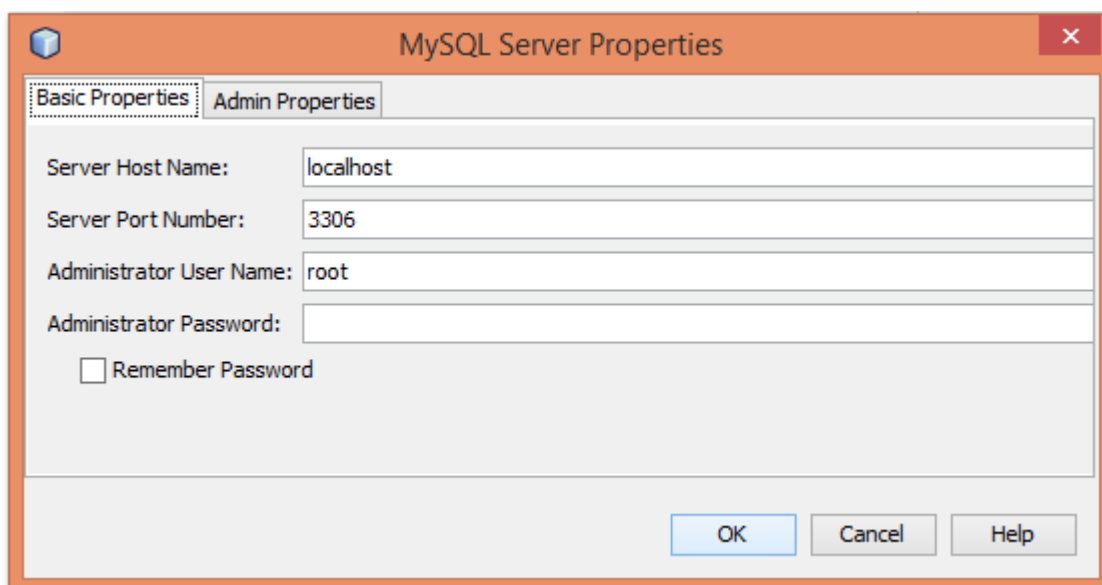 MySQL Server Properties
Basic Properties Admin Properties
Server Host Name: localhost
Server Port Number: 3306
Administrator User Name: root
Administrator Password:
Remember Password
OK Cancel Help